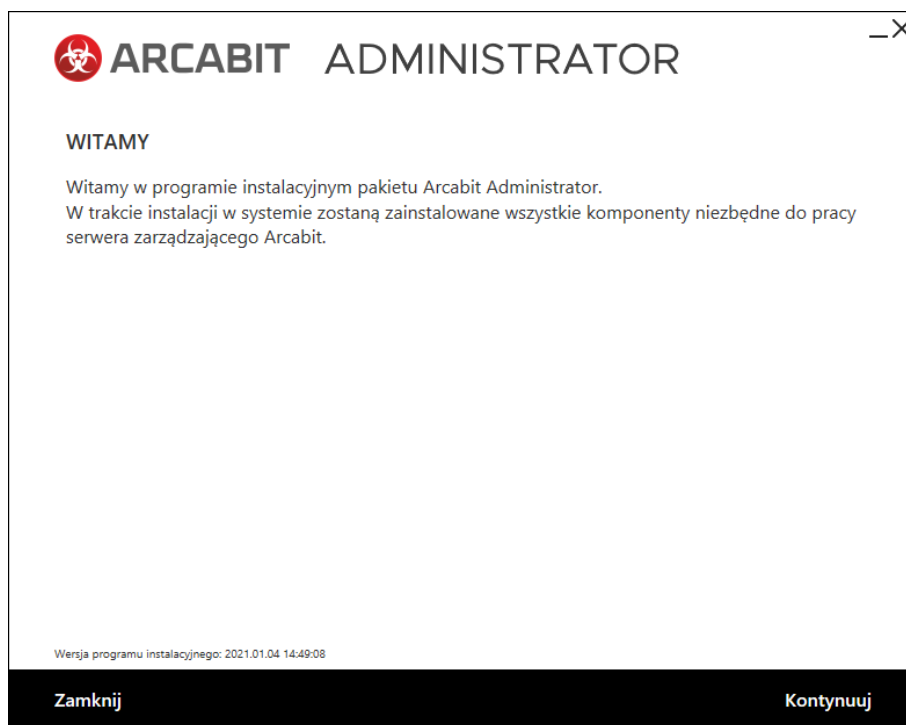 ARCABIT ADMINISTRATOR
WITAMY
Witamy w programie instalacyjnym pakietu Arcabit Administrator.
W trakcie instalacji w systemie zostaną zainstalowane wszystkie komponenty niezbędne do pracy
serwera zarządzającego Arcabit.
Wersja programu instalacyjnego: 2021.01.04 14:49:08
Zamknij Kontynuuj